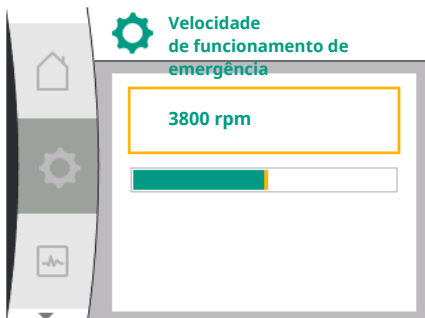 Velocidade
de funcionamento de
emergência
3800 rpm